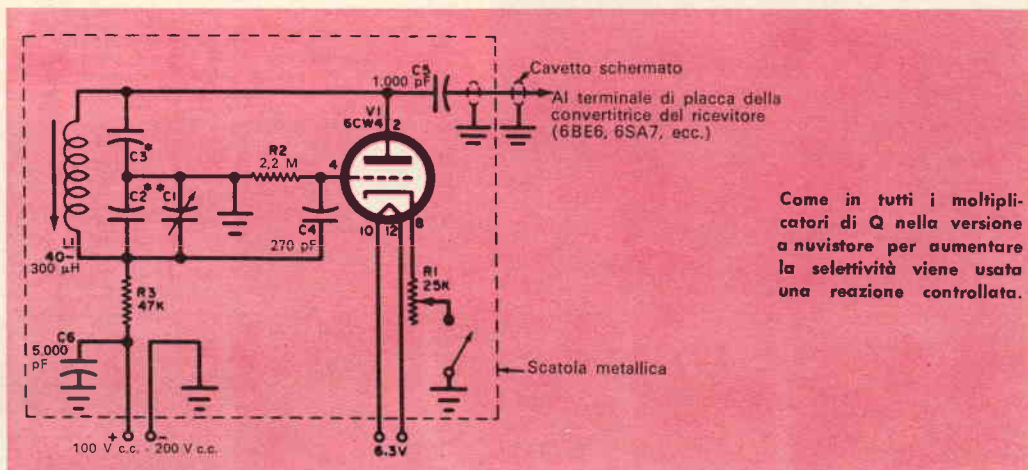 C5
1.000 pF
Cavetto schermato
Al terminale di placca della
convertitrice del ricevitore
(6BE6, 6SA7, ecc.)
V1
6CW4
2
C3*
R2
2,2 M
4
C2*
*C1
C4
270 pF
10
12
8
L1
40-
300 µH
R3
47K
R1
25K
C6
5.000
pF
Scatola metallica
+
-
100 V c.c. - 200 V c.c.
6.3V
Come in tutti i moltipli-
catori di Q nella versione
a nuvistore per aumentare
la selettività viene usata
una reazione controllata.